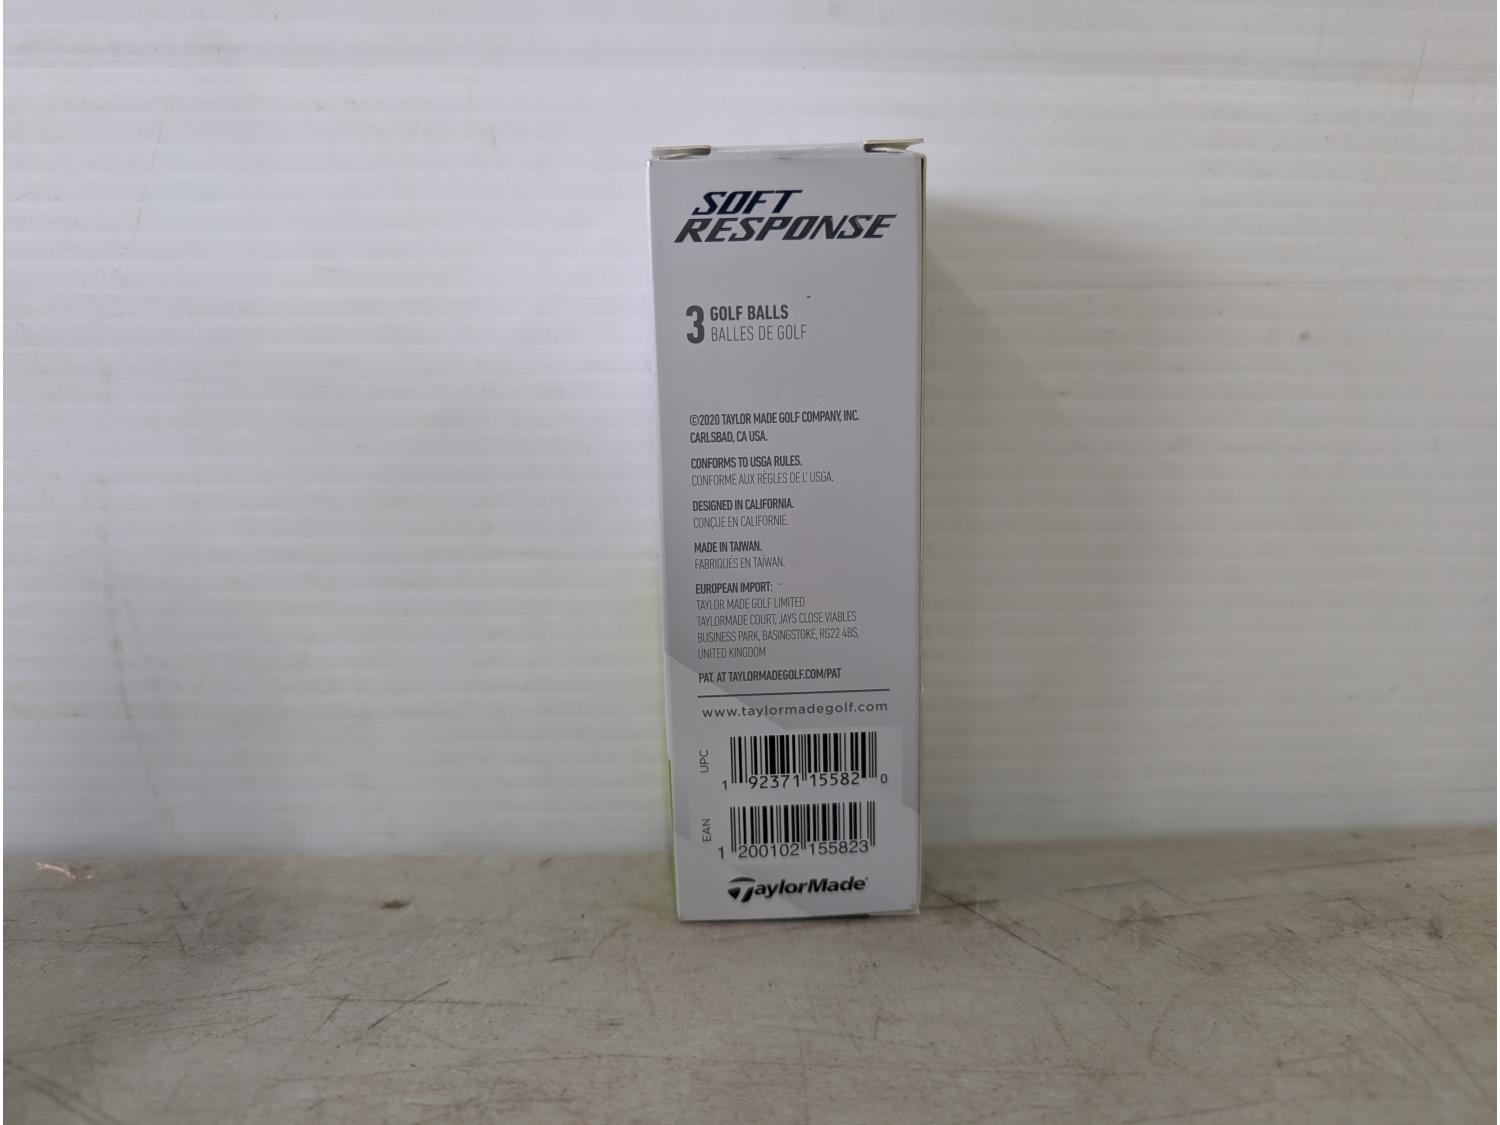 SOFT
RESPONSE
3 GOLF BALLS
BALLES DE GOLF
©2020 TAYLOR MADE GOLF COMPANY, INC.
CARLSBAD, CA USA.
CONFORMS TO USGA RULES.
CONFORME AUX RÈGLES DE L' USGA.
DESIGNED IN CALIFORNIA.
CONÇUE EN CALIFORNIE.
MADE IN TAIWAN.
FABRIQUÉS EN TAÏWAN.
EUROPEAN IMPORT:
TAYLOR MADE GOLF LIMITED
TAYLORMADE COURT, JAYS CLOSE VIABLES
BUSINESS PARK, BASINGSTOKE, RG22 4BS,
UNITED KINGDOM
PAT. AT TAYLORMADEGOLF.COM/PAT
www.taylormadegolf.com
UPC
1 92371 15582 0
EAN
1 200102 155823
TaylorMade